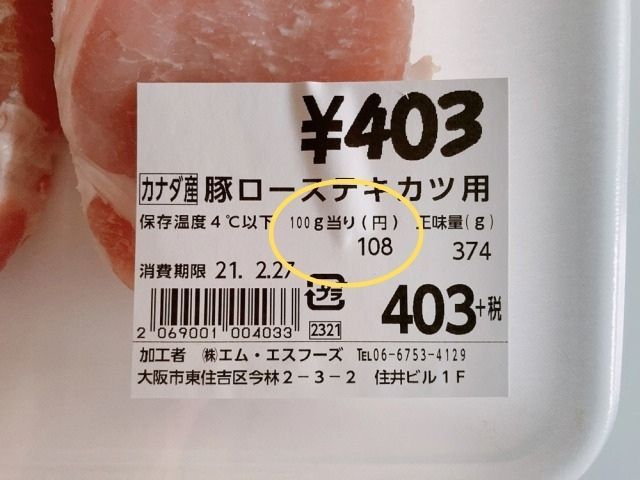 ¥403
カナダ産 豚ローステキカツ用
保存温度4℃以下 100g当り(円) 正味量(g)
108 374
消費期限 21. 2.27
プラ
403+税
2 069001 004033 2321
加工者 ㈱エム・エスフーズ TEL06-6753-4129
大阪市東住吉区今林2-3-2 住井ビル1F